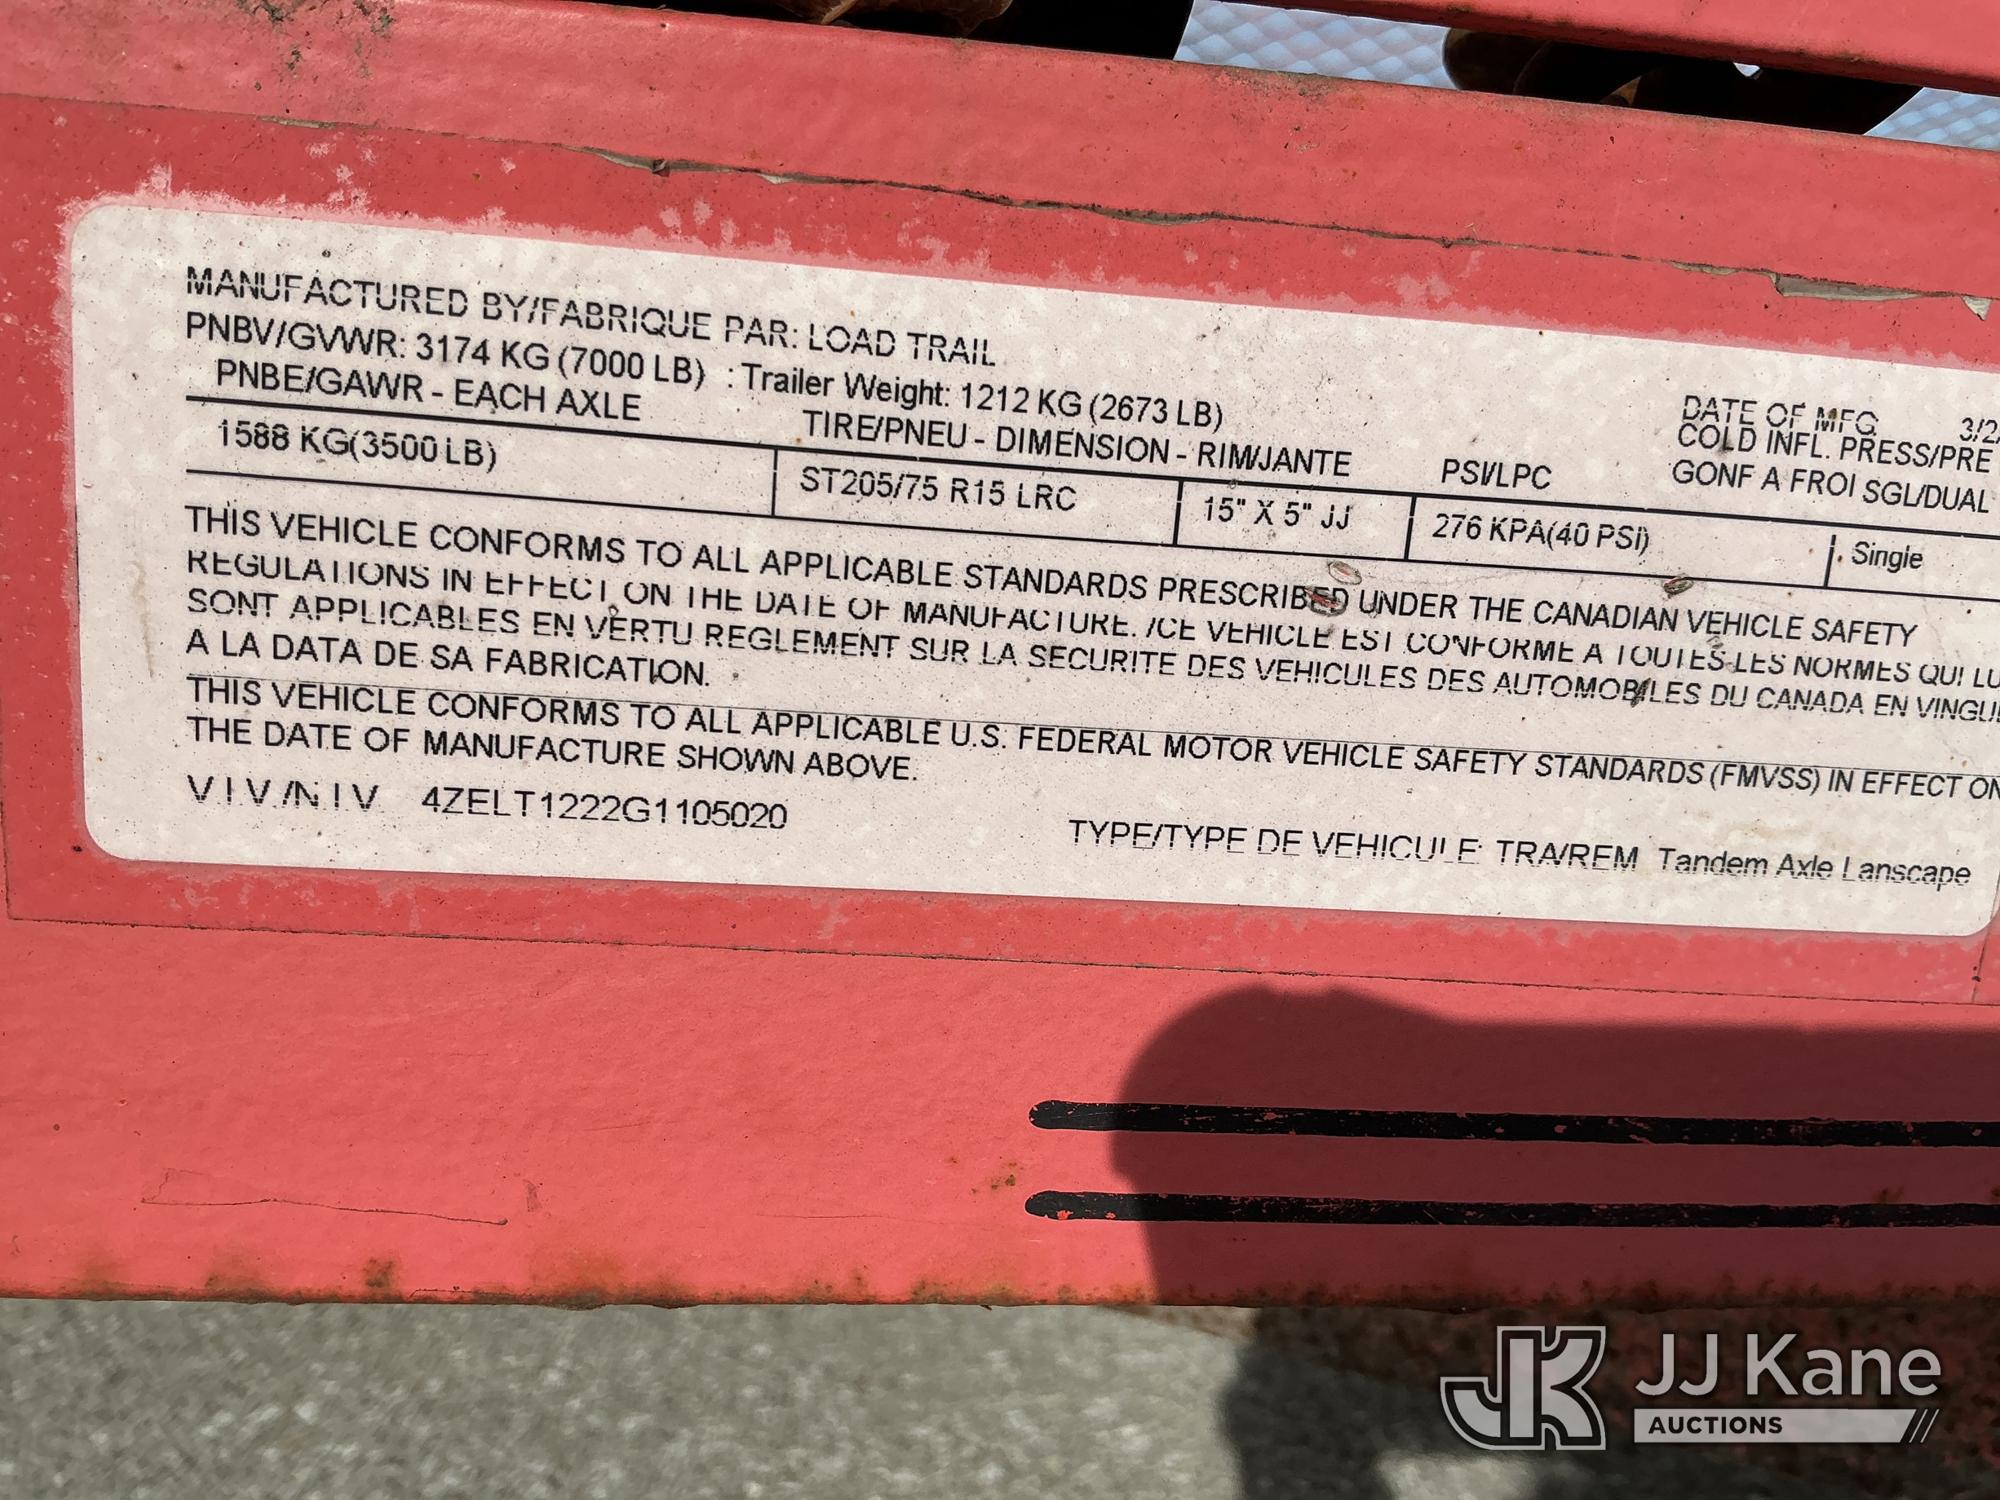 MANUFACTURED BY/FABRIQUE PAR: LOAD TRAIL
PNBV/GVWR: 3174 KG (7000 LB) : Trailer Weight: 1212 KG (2673 LB)
DATE OF MFG. 3/2
PNBE/GAWR - EACH AXLE TIRE/PNEU - DIMENSION - RIM/JANTE PSI/LPC
COLD INFL. PRESS/PRE
GONF A FROI SGL/DUAL
1588 KG(3500 LB) ST205/75 R15 LRC 15" X 5" JJ 276 KPA(40 PSI) Single
THIS VEHICLE CONFORMS TO ALL APPLICABLE STANDARDS PRESCRIBED UNDER THE CANADIAN VEHICLE SAFETY
REGULATIONS IN EFFECT ON THE DATE OF MANUFACTURE. /CE VEHICLE EST CONFORME A TOUTES LES NORMES QUI LU
SONT APPLICABLES EN VERTU REGLEMENT SUR LA SECURITE DES VEHICULES DES AUTOMOBILES DU CANADA EN VINGU
A LA DATA DE SA FABRICATION.
THIS VEHICLE CONFORMS TO ALL APPLICABLE U.S. FEDERAL MOTOR VEHICLE SAFETY STANDARDS (FMVSS) IN EFFECT ON
THE DATE OF MANUFACTURE SHOWN ABOVE.
V.I.V./N.I.V. 4ZELT1222G1105020
TYPE/TYPE DE VEHICULE: TRA/REM Tandem Axle Lanscape
JK JJ Kane
AUCTIONS